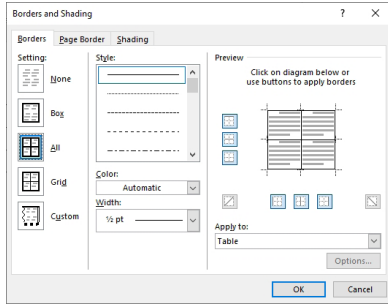 Borders and Shading
? ×
Borders Page Border Shading
Setting:
None
Box
All
Grid
Custom
Style:
Color:
Automatic
Width:
½ pt
Preview
Click on diagram below or
use buttons to apply borders
Apply to:
Table
Options...
OK Cancel